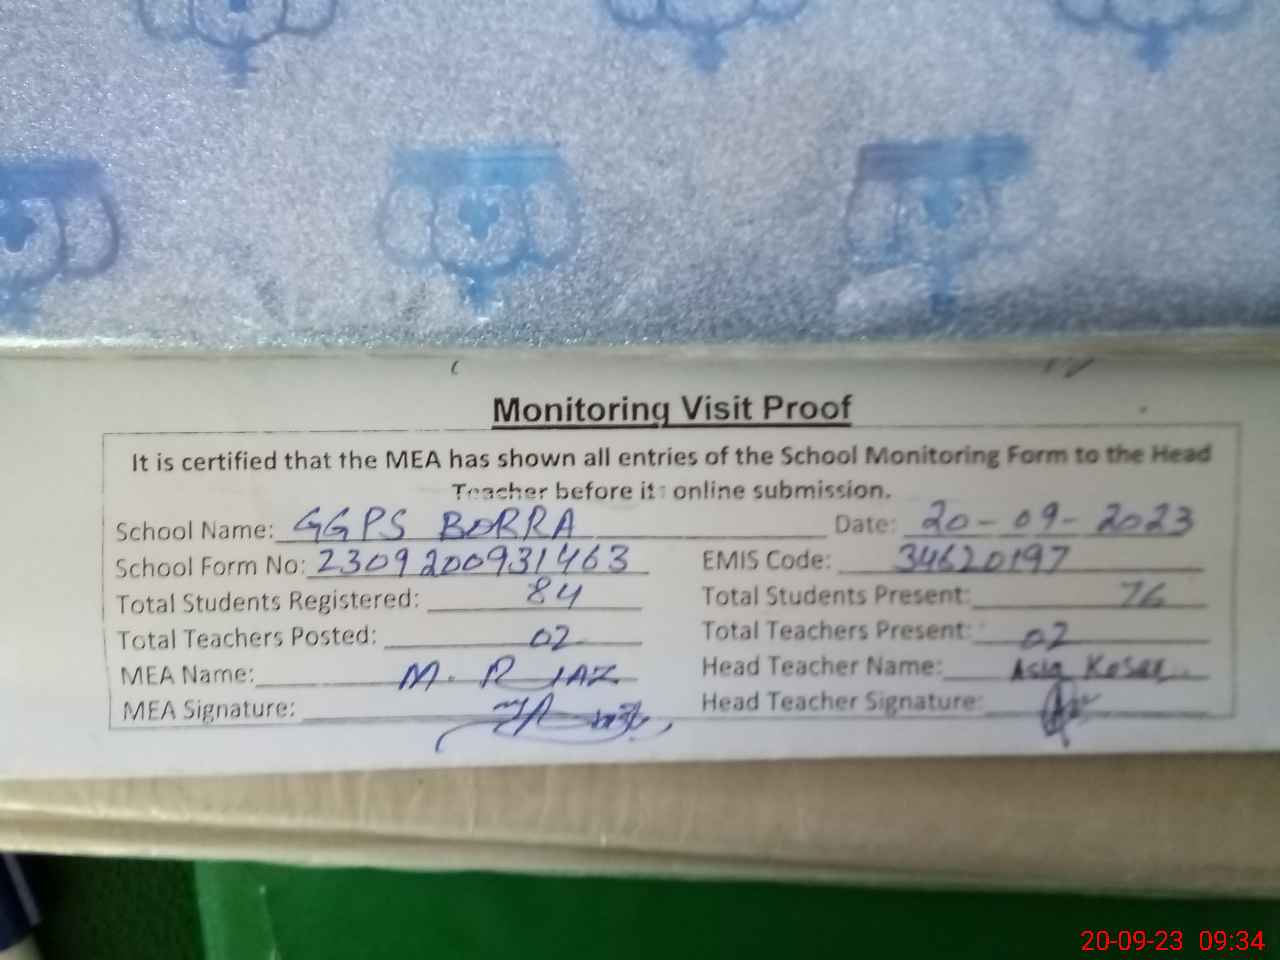 Monitoring Visit Proof
It is certified that the MEA has shown all entries of the School Monitoring Form to the Head
Teacher before its online submission.
School Name: GGPS BORRA Date: 20-09-2023
School Form No: 2309200931463 EMIS Code: 34620197
Total Students Registered: 84 Total Students Present: 76
Total Teachers Posted: 02 Total Teachers Present: 02
MEA Name: M. RIAZ Head Teacher Name: Asia Kosar
MEA Signature: Head Teacher Signature:
20-09-23 09:34